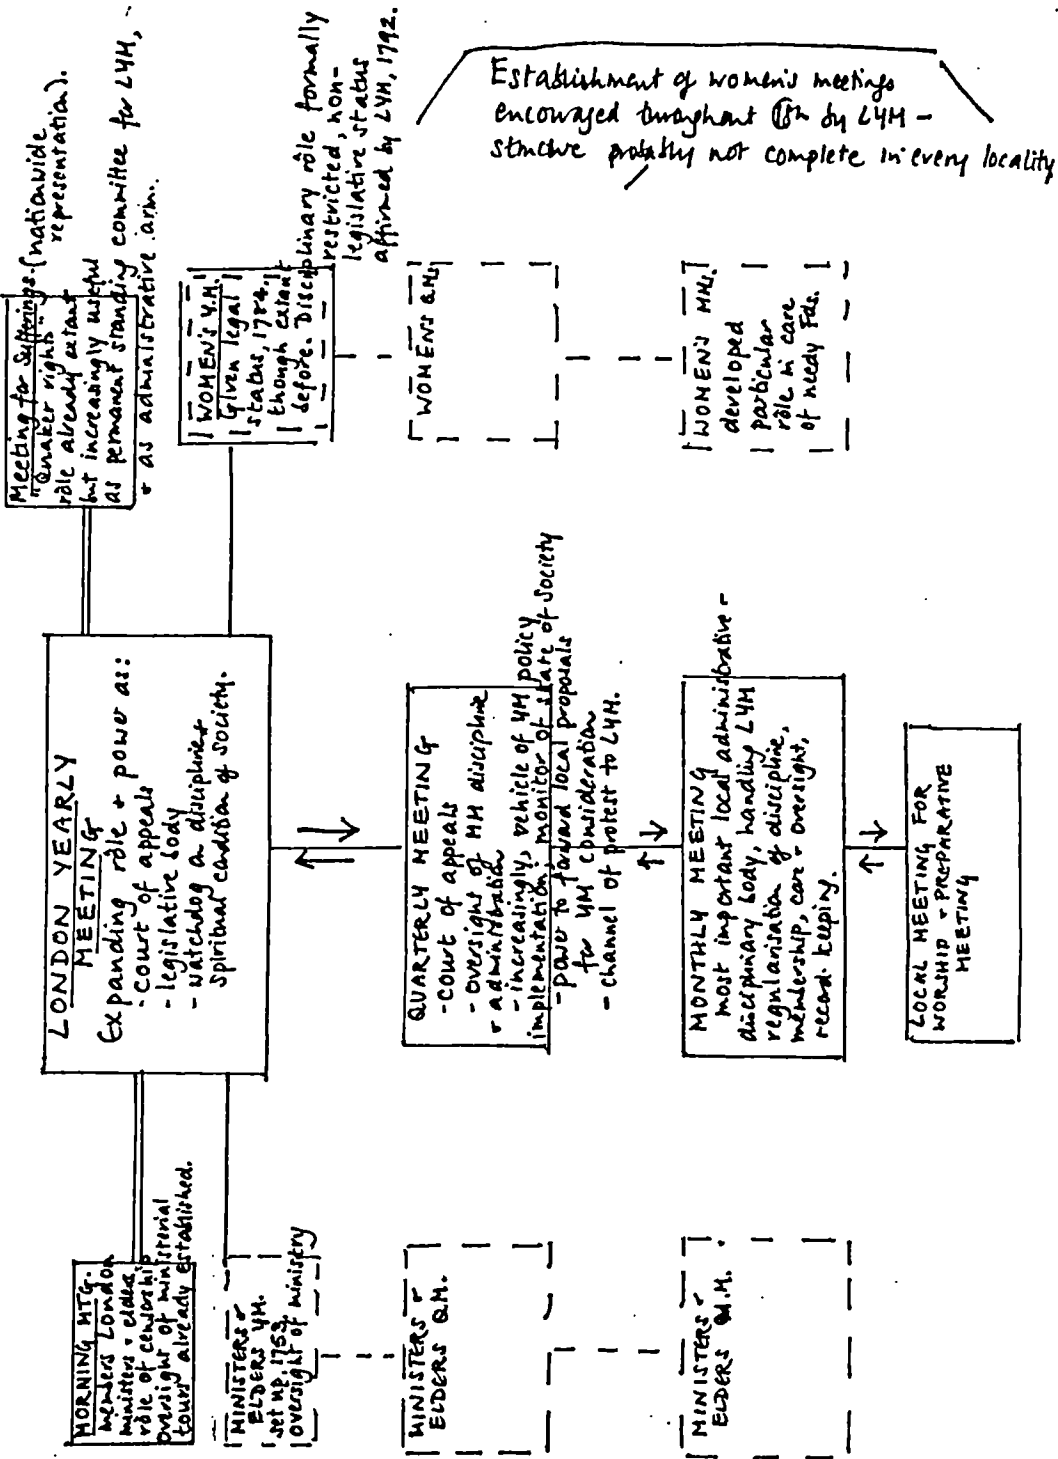 Establishment of women's meetings
encouraged throughout by LYM -
structure probably not complete in every locality
Meeting for Sufferings. (nationwide
"Quaker rights" representation).
rôle already extant
but increasingly useful
as permanent standing committee for LYM,
+ as administrative arm.
WOMEN'S Y.M.
Given legal
status, 1784.
though extant
before. Disciplinary rôle formally
restricted, non-
legislative status
affirmed by LYM, 1792.
WOMEN'S QMs
WOMEN'S MMs.
developed
particular
rôle in care
of needy Fds.
LONDON YEARLY
MEETING
Expanding rôle + power as:
- court of appeals
- legislative body
- watchdog on discipline +
spiritual condition of society.
QUARTERLY MEETING
- court of appeals
- oversight of MM discipline
+ administration
- increasingly, vehicle of YM policy
implementation, monitor of state of society
- power to forward local proposals
for YM consideration
- channel of protest to LYM.
MONTHLY MEETING
most important local administrative +
disciplinary body, handling LYM
regularisation of discipline,
membership, care + oversight,
record-keeping.
LOCAL MEETING FOR
WORSHIP + PREPARATIVE
MEETING
MORNING MTG.
members London
ministers + elders
rôle of censorship
oversight of ministerial
tours already established.
MINISTERS +
ELDERS YM.
set up, 
oversight of ministry
MINISTERS +
ELDERS Q.M.
MINISTERS +
ELDERS M.M.